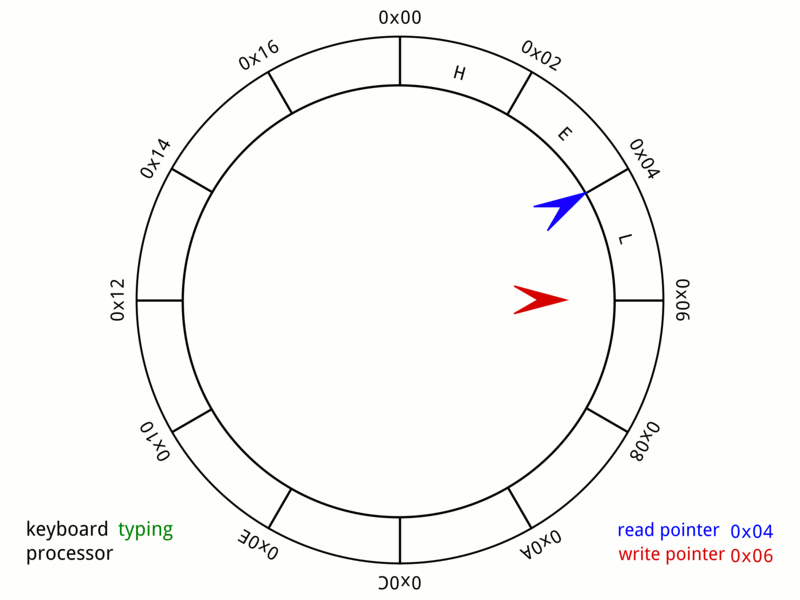 0x00
0x02
0x04
0x06
0x08
0x0A
0x0C
0x0E
0x10
0x12
0x14
0x16
H
E
L
keyboard typing
processor
read pointer 0x04
write pointer 0x06